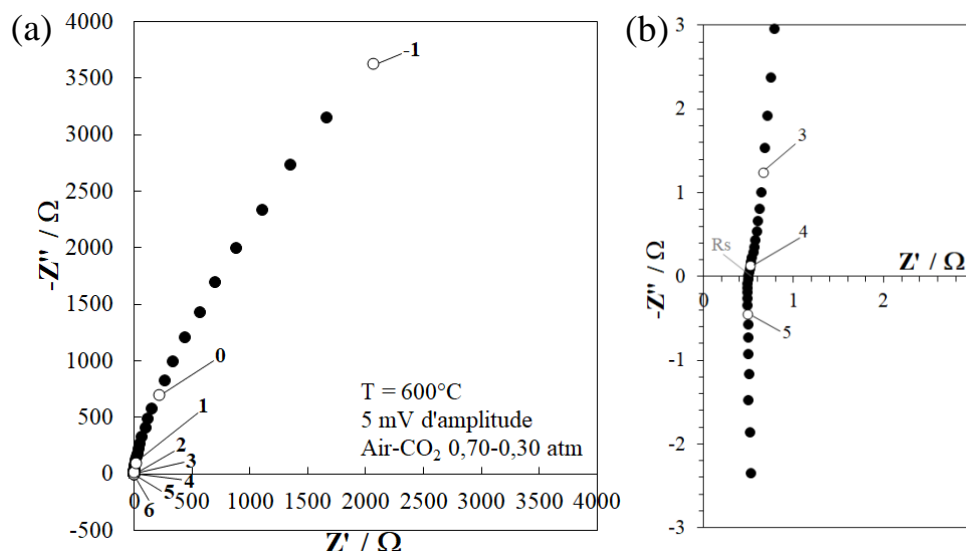 (a)
4000
3500
3000
2500
2000
1500
1000
500
0
-500
-Z'' / Ω
-1
0
1
2
3
4
5
6
T = 600°C
5 mV d'amplitude
Air-CO₂ 0,70-0,30 atm
0 500 1000 1500 2000 2500 3000 3500 4000
Z' / Ω
(b)
3
2
1
0
-1
-2
-3
-Z'' / Ω
3
4
Rs
Z' / Ω
0 1 2
5